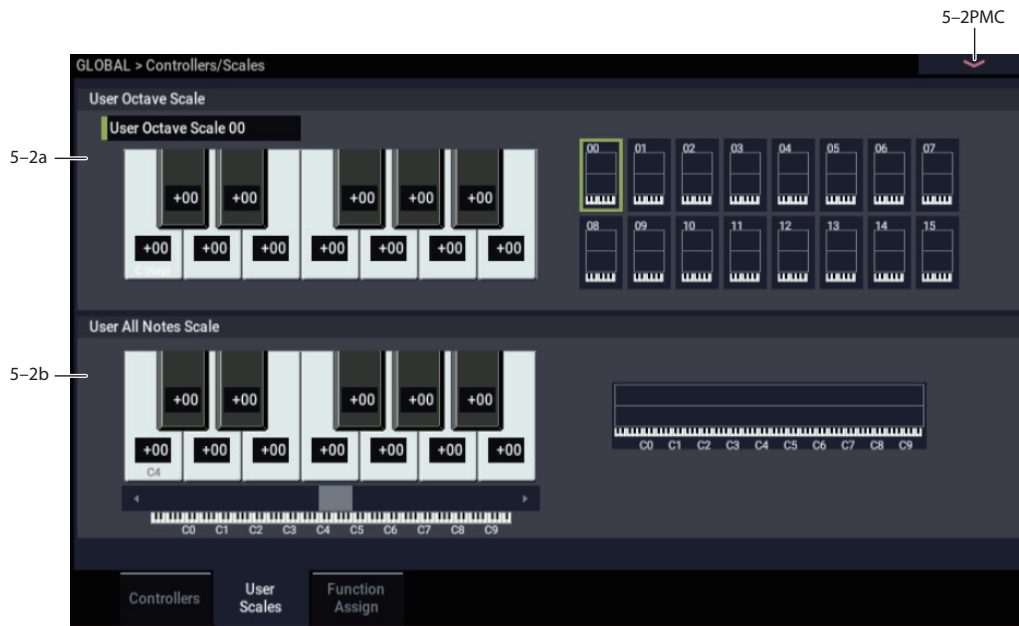 5–2PMC
GLOBAL > Controllers/Scales
User Octave Scale
User Octave Scale 00
5–2a
00 01 02 03 04 05 06 07
+00 +00 +00 +00 +00
+00 +00 +00 +00 +00 +00 +00
C (Key)
08 09 10 11 12 13 14 15
User All Notes Scale
5–2b
+00 +00 +00 +00 +00
+00 +00 +00 +00 +00 +00 +00
C4
C0 C1 C2 C3 C4 C5 C6 C7 C8 C9
C0 C1 C2 C3 C4 C5 C6 C7 C8 C9
Controllers
User
Scales
Function
Assign